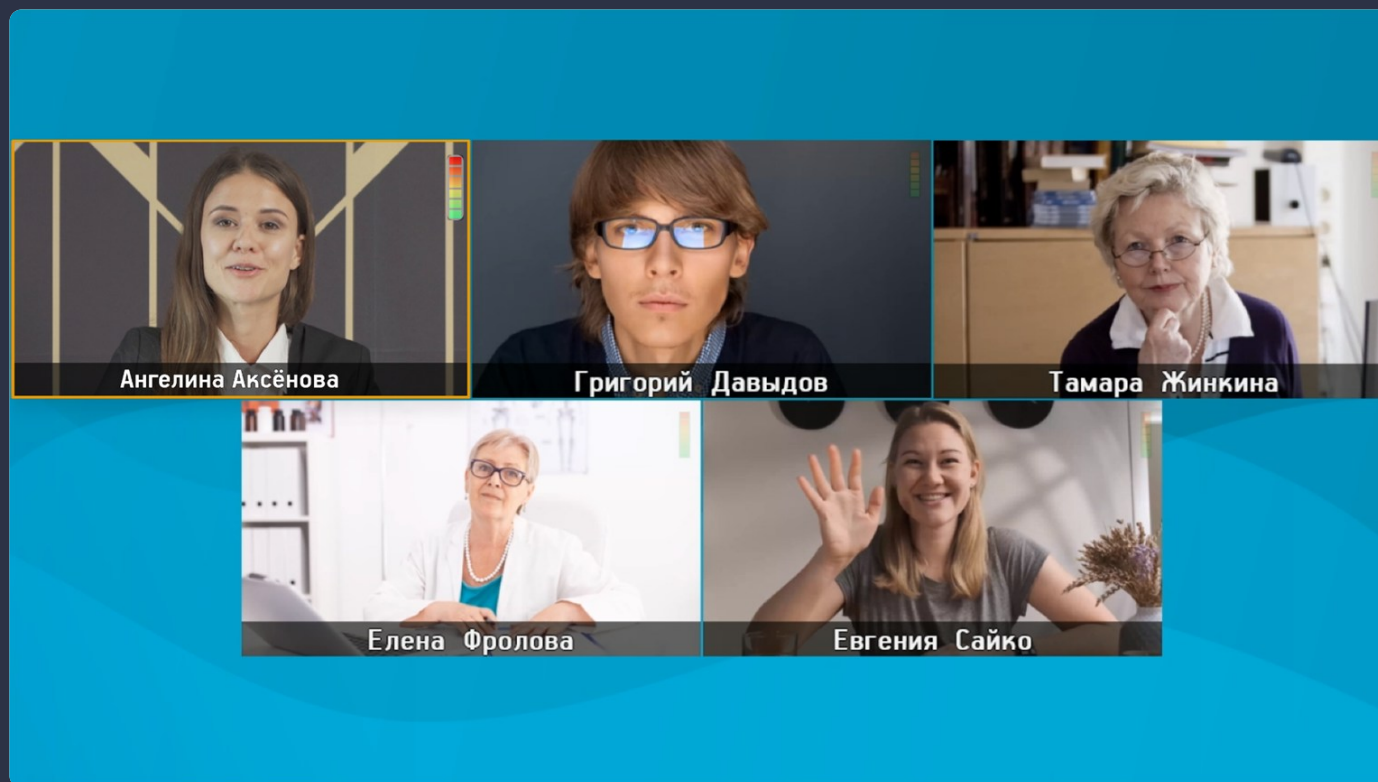 Ангелина Аксёнова
Григорий Давыдов
Тамара Жинкина
Елена Фролова
Евгения Сайко